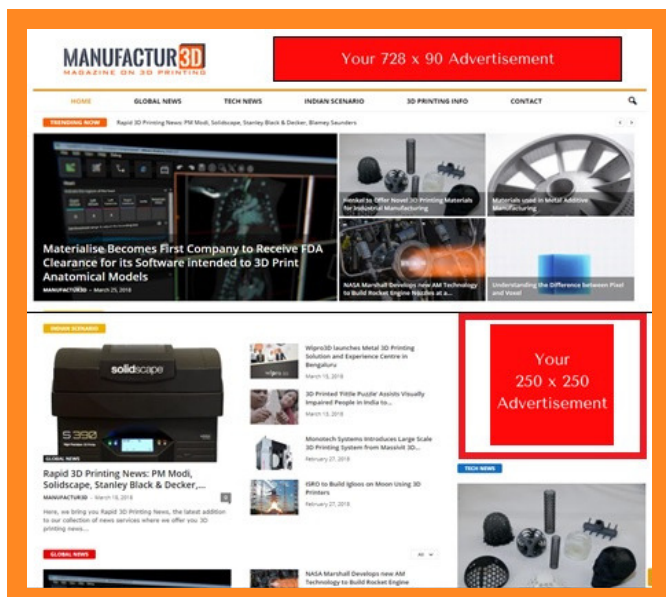 MANUFACTUR3D
MAGAZINE ON 3D PRINTING
Your 728 x 90 Advertisement
HOME GLOBAL NEWS TECH NEWS INDIAN SCENARIO 3D PRINTING INFO CONTACT
TRENDING NOW Rapid 3D Printing News: PM Modi, Solidscape, Stanley Black & Decker, Blamey Saunders
Materialise Becomes First Company to Receive FDA
Clearance for its Software intended to 3D Print
Anatomical Models
MANUFACTUR3D - March 25, 2018
Henkel to Offer Novel 3D Printing Materials
for Industrial Manufacturing
Materials used in Metal Additive
Manufacturing
NASA Marshall Develops new AM Technology
to Build Rocket Engine Nozzles at a...
Understanding the Difference between Pixel
and Voxel
INDIAN SCENARIO
solidscape
S390
GLOBAL NEWS
Rapid 3D Printing News: PM Modi,
Solidscape, Stanley Black & Decker,...
MANUFACTUR3D - March 19, 2018
0
Here, we bring you Rapid 3D Printing News, the latest addition
to our collection of news services where we offer you 3D
printing news....
wipro 3D
Wipro3D launches Metal 3D Printing
Solution and Experience Centre in
Bengaluru
March 15, 2018
3D Printed 'Fittle Puzzle' Assists Visually
Impaired People in India to...
March 13, 2018
Monotech Systems Introduces Large Scale
3D Printing System from Massivit 3D...
February 27, 2018
ISRO to Build Igloos on Moon Using 3D
Printers
February 27, 2018
Your
250 x 250
Advertisement
TECH NEWS
GLOBAL NEWS
All
NASA Marshall Develops new AM
Technology to Build Rocket Engine